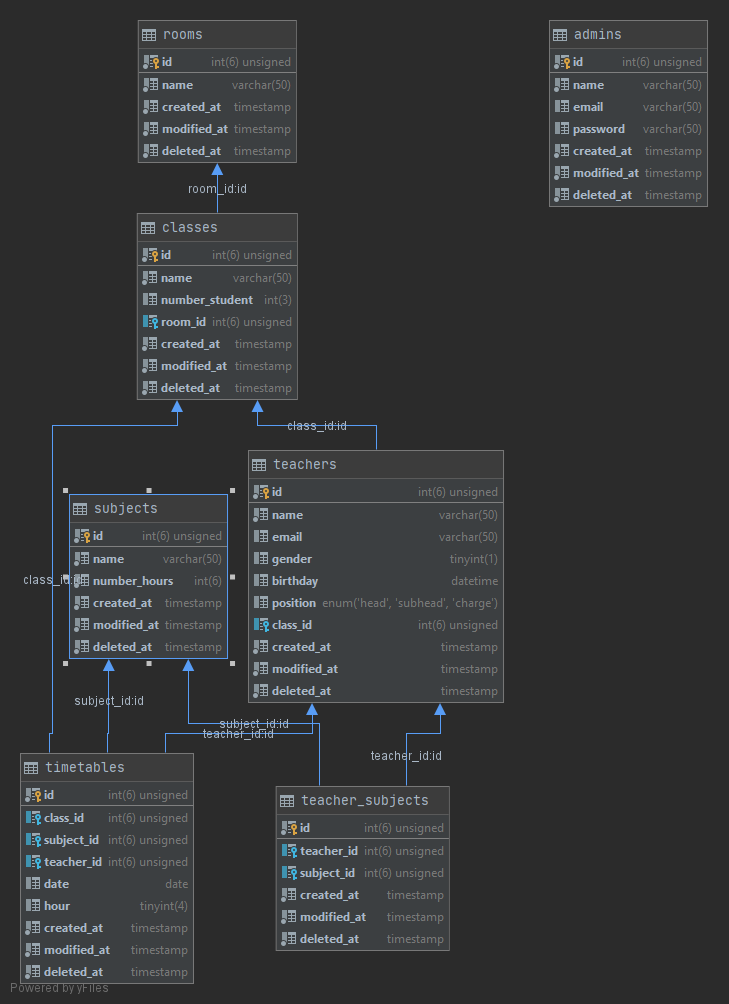 rooms
id int(6) unsigned
name varchar(50)
created_at timestamp
modified_at timestamp
deleted_at timestamp
admins
id int(6) unsigned
name varchar(50)
email varchar(50)
password varchar(50)
created_at timestamp
modified_at timestamp
deleted_at timestamp
room_id:id
classes
id int(6) unsigned
name varchar(50)
number_student int(3)
room_id int(6) unsigned
created_at timestamp
modified_at timestamp
deleted_at timestamp
class_id:id
teachers
id int(6) unsigned
name varchar(50)
email varchar(50)
gender tinyint(1)
birthday datetime
position enum('head', 'subhead', 'charge')
class_id int(6) unsigned
created_at timestamp
modified_at timestamp
deleted_at timestamp
subjects
id int(6) unsigned
name varchar(50)
number_hours int(6)
created_at timestamp
modified_at timestamp
deleted_at timestamp
class_id:id
subject_id:id
subject_id:id
teacher_id:id
teacher_id:id
timetables
id int(6) unsigned
class_id int(6) unsigned
subject_id int(6) unsigned
teacher_id int(6) unsigned
date date
hour tinyint(4)
created_at timestamp
modified_at timestamp
deleted_at timestamp
teacher_subjects
id int(6) unsigned
teacher_id int(6) unsigned
subject_id int(6) unsigned
created_at timestamp
modified_at timestamp
deleted_at timestamp
Powered by yFiles